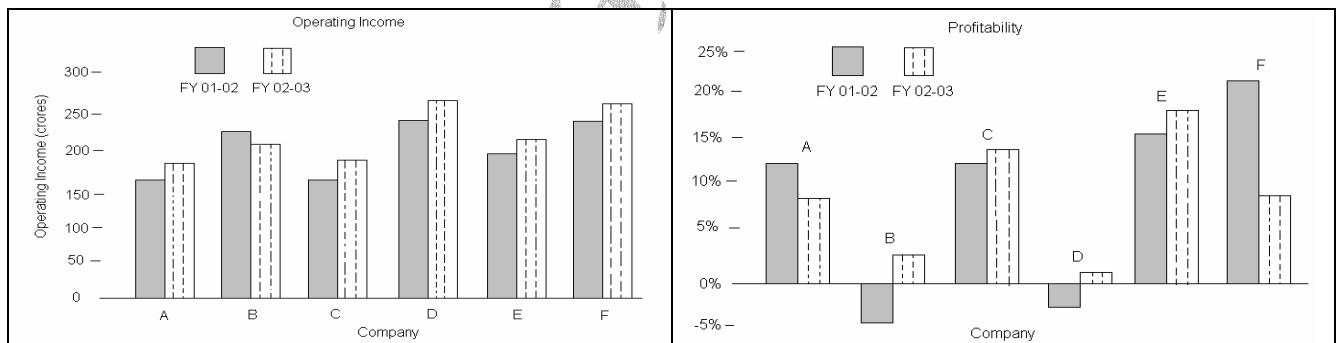 Operating Income
FY 01-02 FY 02-03
Operating Income (crores)
300
250
200
150
100
50
0
A B C D E F
Company
Profitability
FY 01-02 FY 02-03
25%
20%
15%
10%
5%
0%
-5%
A
B
C
D
E
F
Company